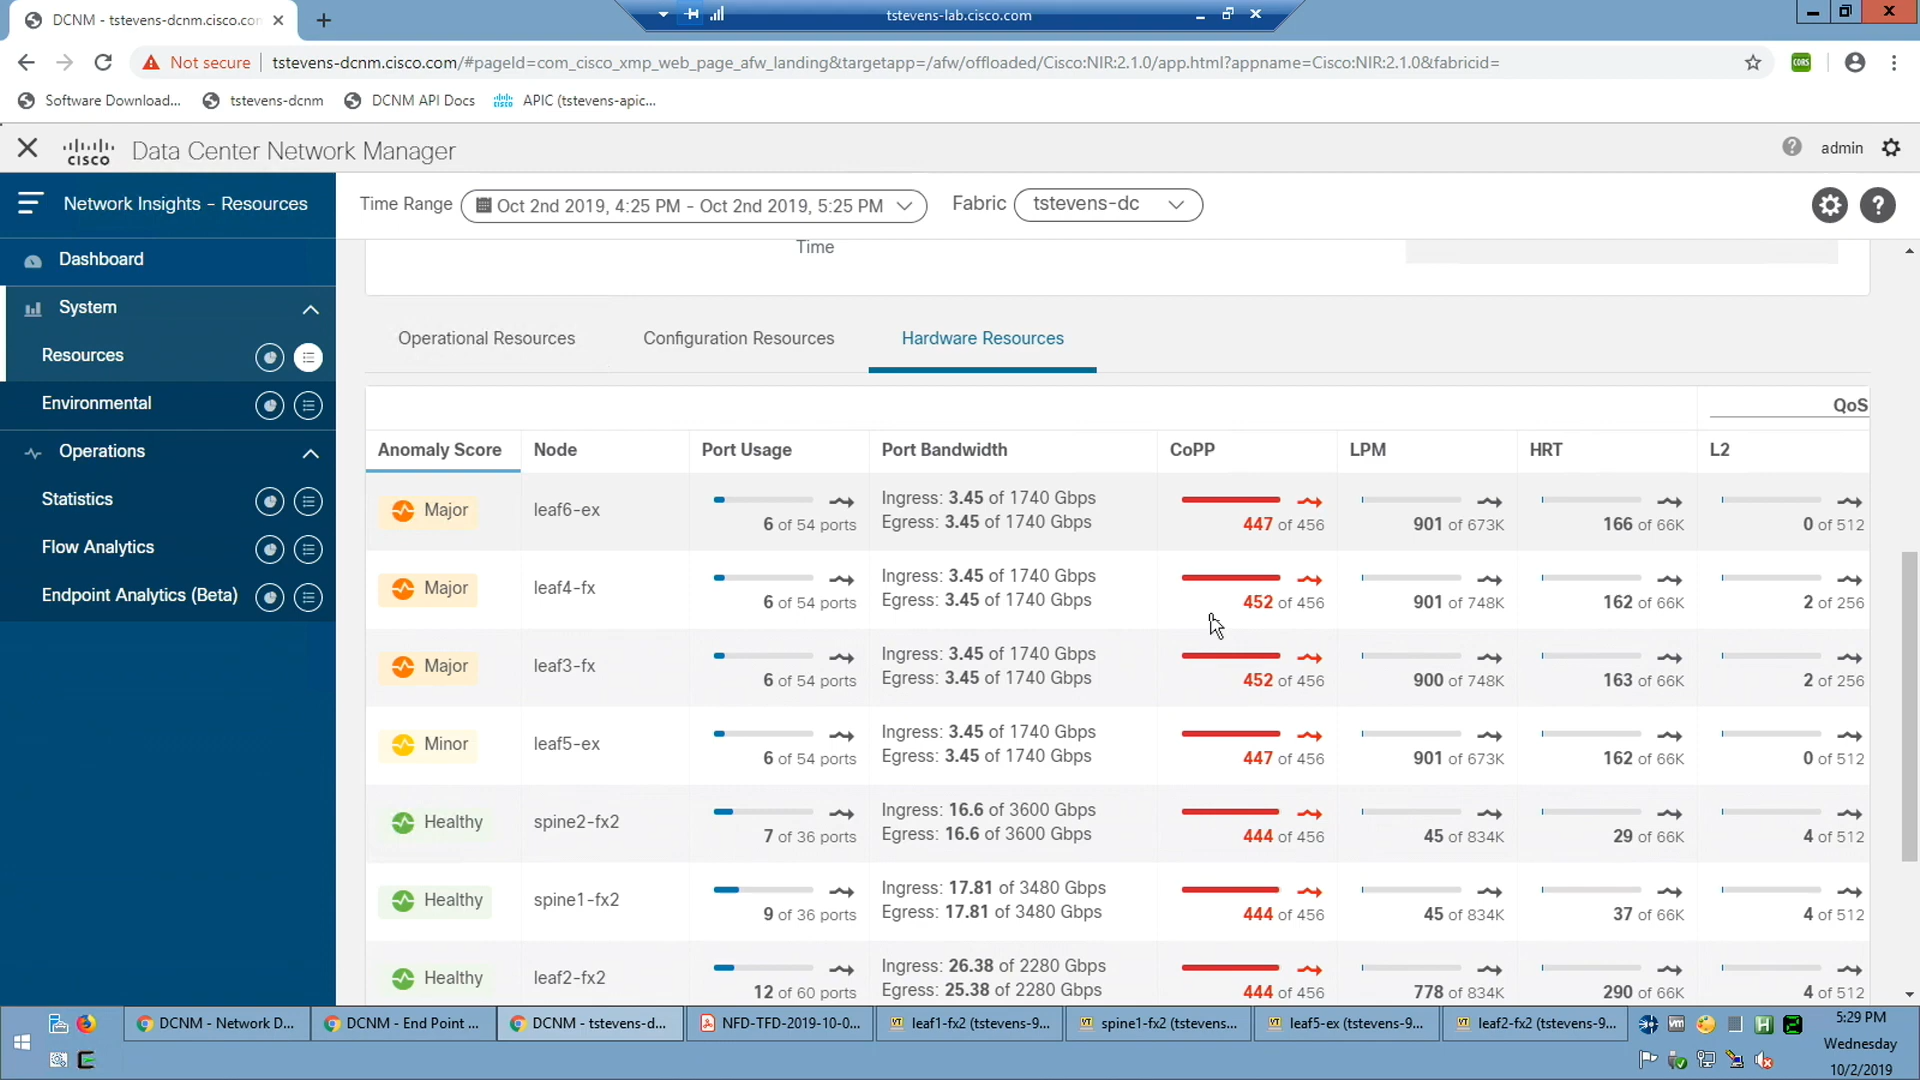 DCNM - tstevens-dcnm.cisco.con
tstevens-lab.cisco.com
Not secure
tstevens-dcnm.cisco.com/#pageId=com_cisco_xmp_web_page_afw_landing&targetapp=/afw/offloaded/Cisco:NIR:2.1.0/app.html?appname=Cisco:NIR:2.1.0&fabricid=
CORS
Software Download...
tstevens-dcnm
DCNM API Docs
APIC (tstevens-apic...
CISCO
Data Center Network Manager
admin
Network Insights - Resources
Time Range
Oct 2nd 2019, 4:25 PM - Oct 2nd 2019, 5:25 PM
Fabric
tstevens-dc
Dashboard
System
Resources
Environmental
Operations
Statistics
Flow Analytics
Endpoint Analytics (Beta)
Time
Operational Resources
Configuration Resources
Hardware Resources
QoS
Anomaly Score Node Port Usage Port Bandwidth CoPP LPM HRT L2
Major leaf6-ex Ingress: 3.45 of 1740 Gbps
6 of 54 ports Egress: 3.45 of 1740 Gbps 447 of 456 901 of 673K 166 of 66K 0 of 512
Major leaf4-fx Ingress: 3.45 of 1740 Gbps
6 of 54 ports Egress: 3.45 of 1740 Gbps 452 of 456 901 of 748K 162 of 66K 2 of 256
Major leaf3-fx Ingress: 3.45 of 1740 Gbps
6 of 54 ports Egress: 3.45 of 1740 Gbps 452 of 456 900 of 748K 163 of 66K 2 of 256
Minor leaf5-ex Ingress: 3.45 of 1740 Gbps
6 of 54 ports Egress: 3.45 of 1740 Gbps 447 of 456 901 of 673K 162 of 66K 0 of 512
Healthy spine2-fx2 Ingress: 16.6 of 3600 Gbps
7 of 36 ports Egress: 16.6 of 3600 Gbps 444 of 456 45 of 834K 29 of 66K 4 of 512
Healthy spine1-fx2 Ingress: 17.81 of 3480 Gbps
9 of 36 ports Egress: 17.81 of 3480 Gbps 444 of 456 45 of 834K 37 of 66K 4 of 512
Healthy leaf2-fx2 Ingress: 26.38 of 2280 Gbps
12 of 60 ports Egress: 25.38 of 2280 Gbps 444 of 456 778 of 834K 290 of 66K 4 of 512
DCNM - Network D...
DCNM - End Point ...
DCNM - tstevens-d...
NFD-TFD-2019-10-0...
leaf1-fx2 (tstevens-9...
spine1-fx2 (tstevens...
leaf5-ex (tstevens-9...
leaf2-fx2 (tstevens-9...
5:29 PM
Wednesday
10/2/2019